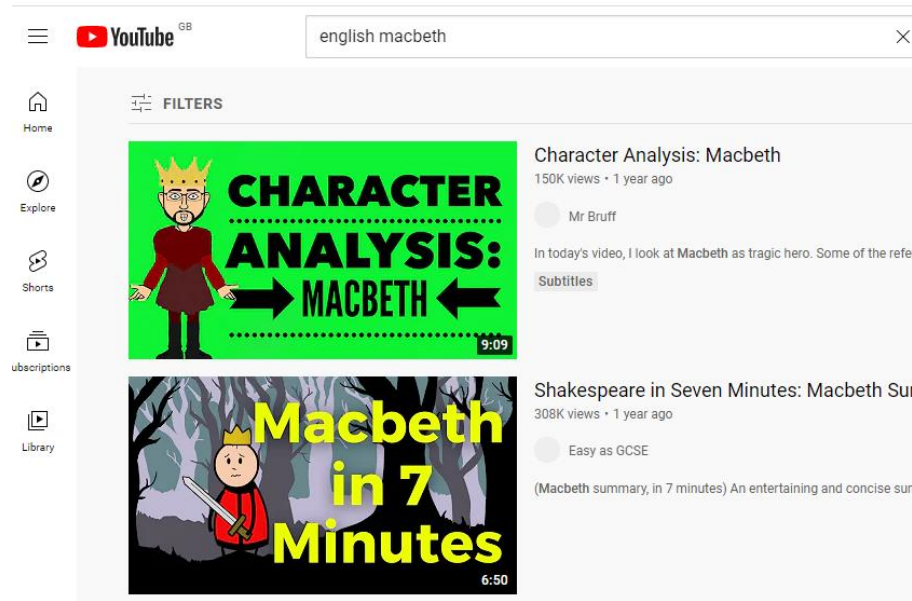 YouTube GB
english macbeth
Home
Explore
Shorts
ubscriptions
Library
FILTERS
CHARACTER
ANALYSIS:
MACBETH
9:09
Character Analysis: Macbeth
150K views • 1 year ago
Mr Bruff
In today's video, I look at Macbeth as tragic hero. Some of the refe
Subtitles
Macbeth
in 7
Minutes
6:50
Shakespeare in Seven Minutes: Macbeth Su
308K views • 1 year ago
Easy as GCSE
(Macbeth summary, in 7 minutes) An entertaining and concise sur